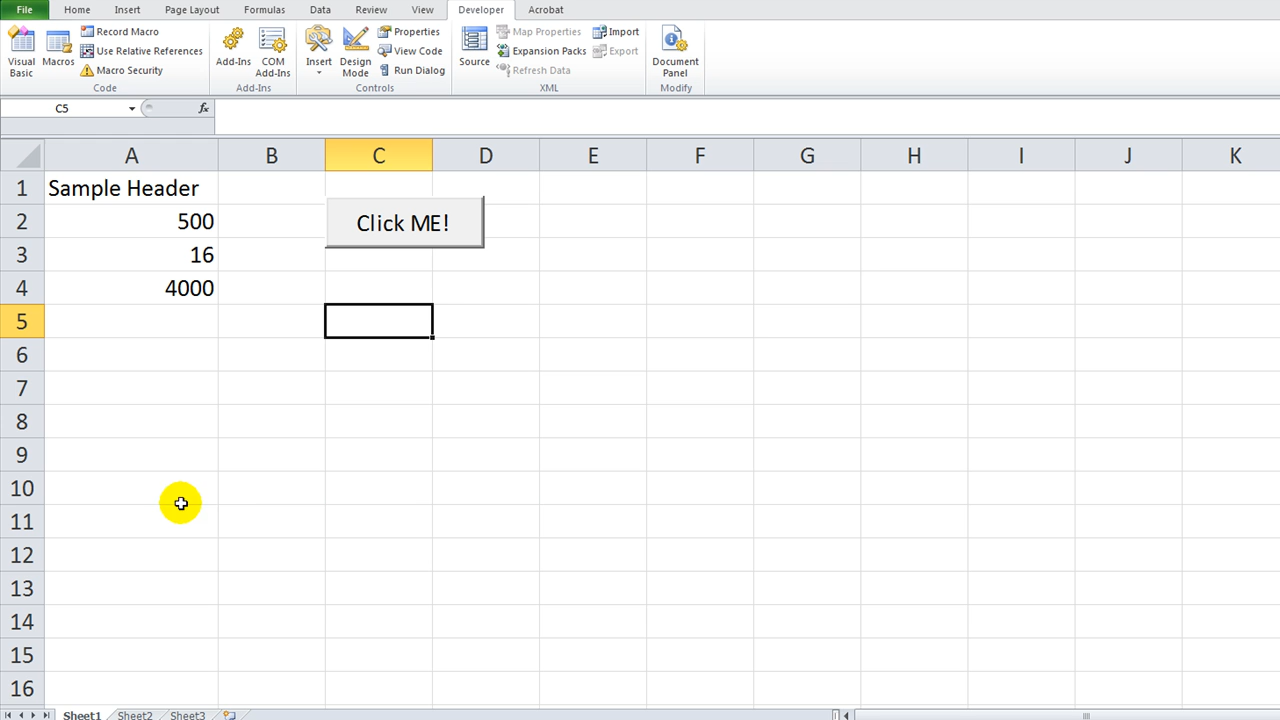 File Home Insert Page Layout Formulas Data Review View Developer Acrobat
Visual Basic
Macros
Record Macro
Use Relative References
Macro Security
Code
Add-Ins
COM Add-Ins
Add-Ins
Insert
Design Mode
Properties
View Code
Run Dialog
Controls
Source
Map Properties
Expansion Packs
Refresh Data
Import
Export
XML
Document Panel
Modify
C5 fx
A B C D E F G H I J K
1 Sample Header
2 500 Click ME!
3 16
4 4000
5
6
7
8
9
10
11
12
13
14
15
16
Sheet1 Sheet2 Sheet3